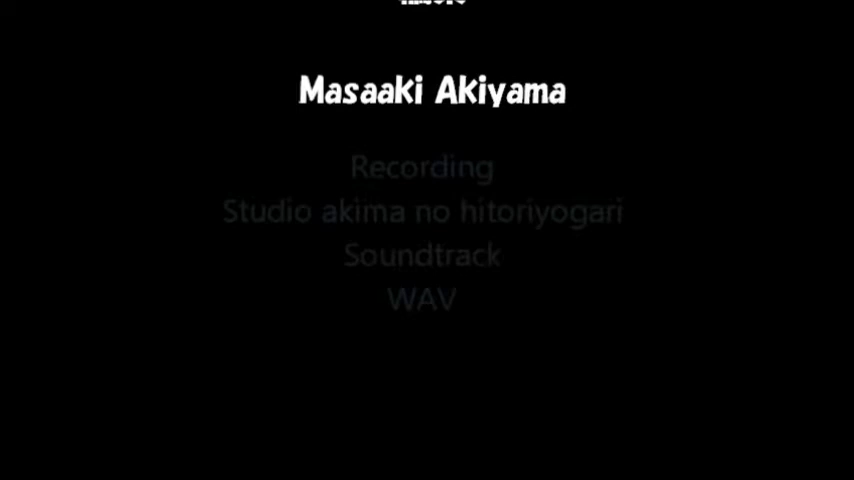 Masaaki Akiyama
Recording
Studio akima no hitoriyogari
Soundtrack
WAV